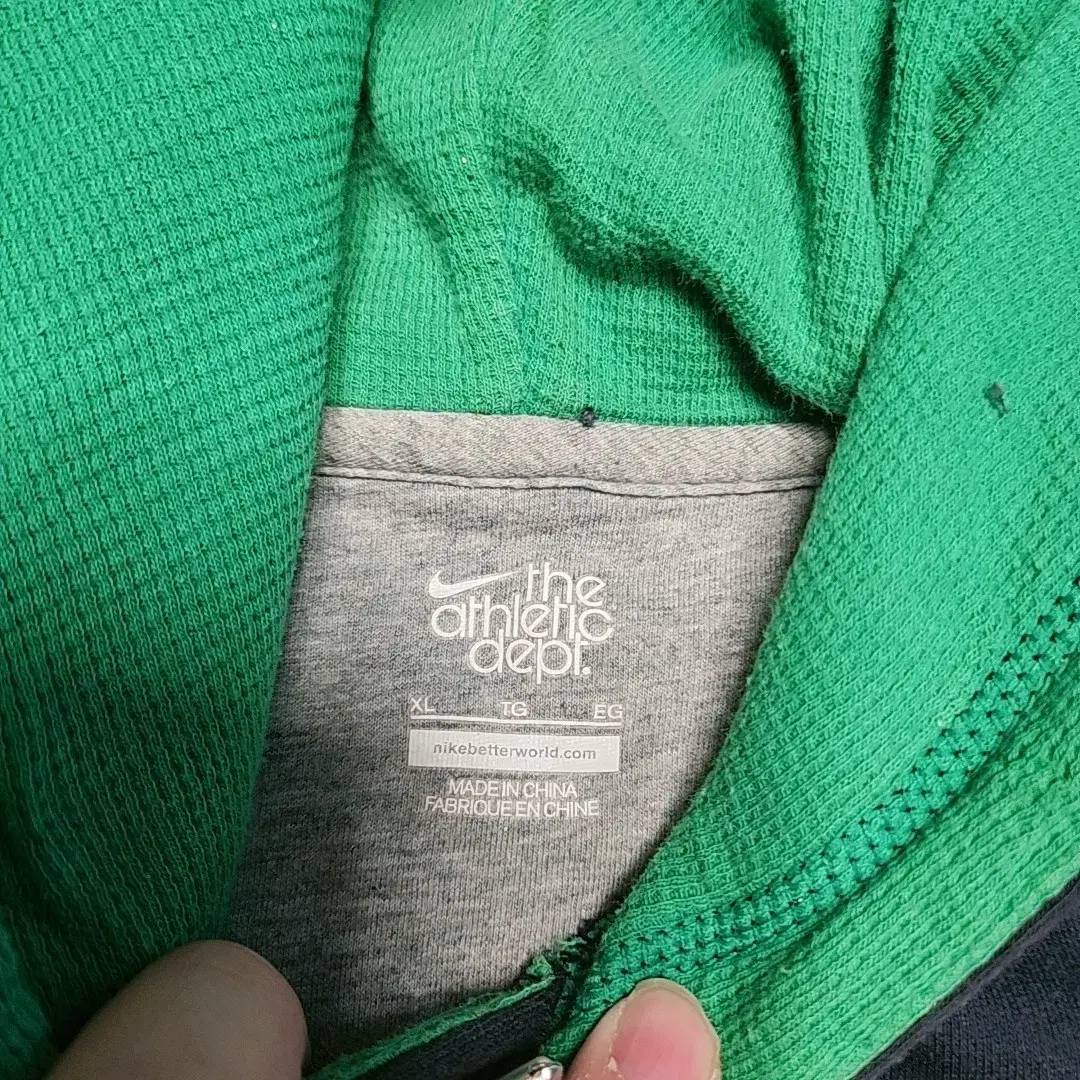 the
athletic
dept.
XL TG EG
nikebetterworld.com
MADE IN CHINA
FABRIQUE EN CHINE